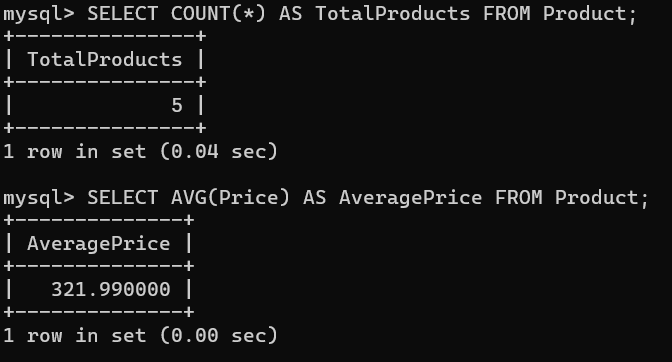 mysql> SELECT COUNT(*) AS TotalProducts FROM Product;
+---------------+
| TotalProducts |
+---------------+
|             5 |
+---------------+
1 row in set (0.04 sec)

mysql> SELECT AVG(Price) AS AveragePrice FROM Product;
+--------------+
| AveragePrice |
+--------------+
|   321.990000 |
+--------------+
1 row in set (0.00 sec)